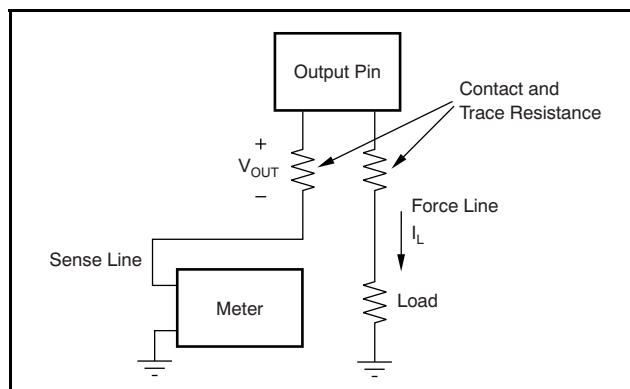 Output Pin
Contact and
Trace Resistance
+
V_OUT
–
Force Line
I_L
Sense Line
Meter
Load